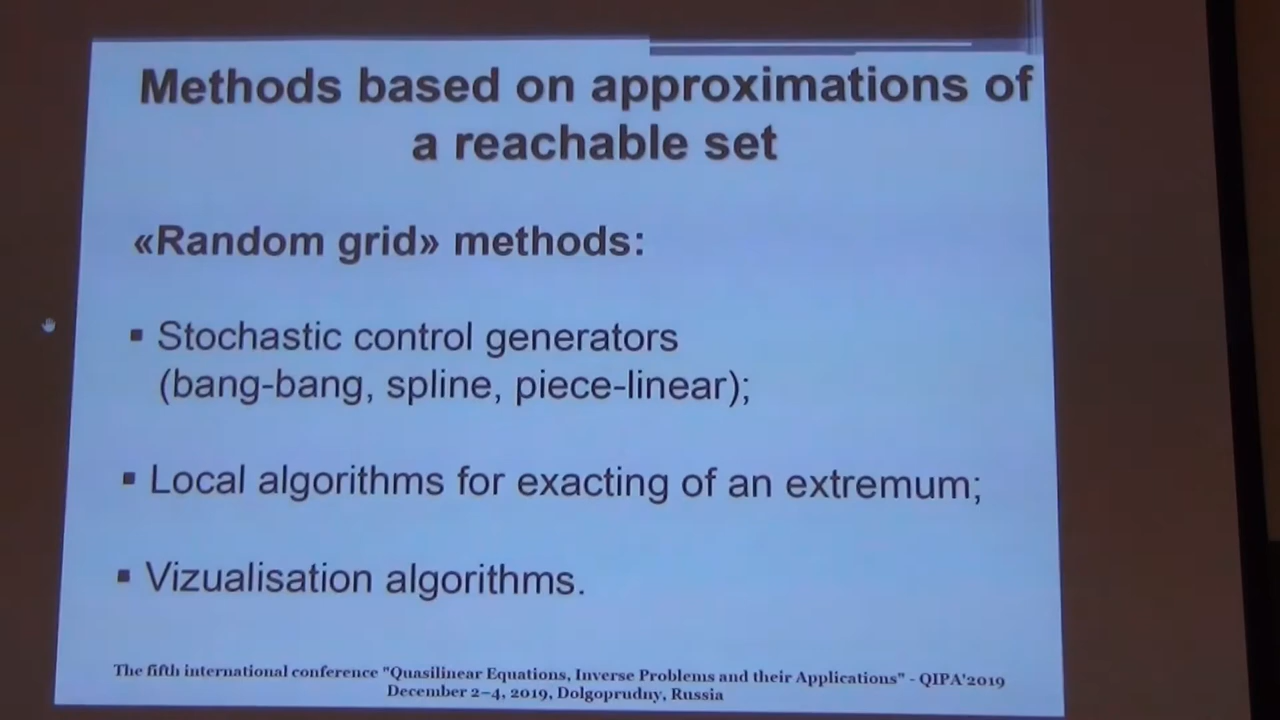 Methods based on approximations of
a reachable set
«Random grid» methods:
▪ Stochastic control generators
(bang-bang, spline, piece-linear);
▪ Local algorithms for exacting of an extremum;
▪ Vizualisation algorithms.
The fifth international conference "Quasilinear Equations, Inverse Problems and their Applications" - QIPA'2019
December 2–4, 2019, Dolgoprudny, Russia